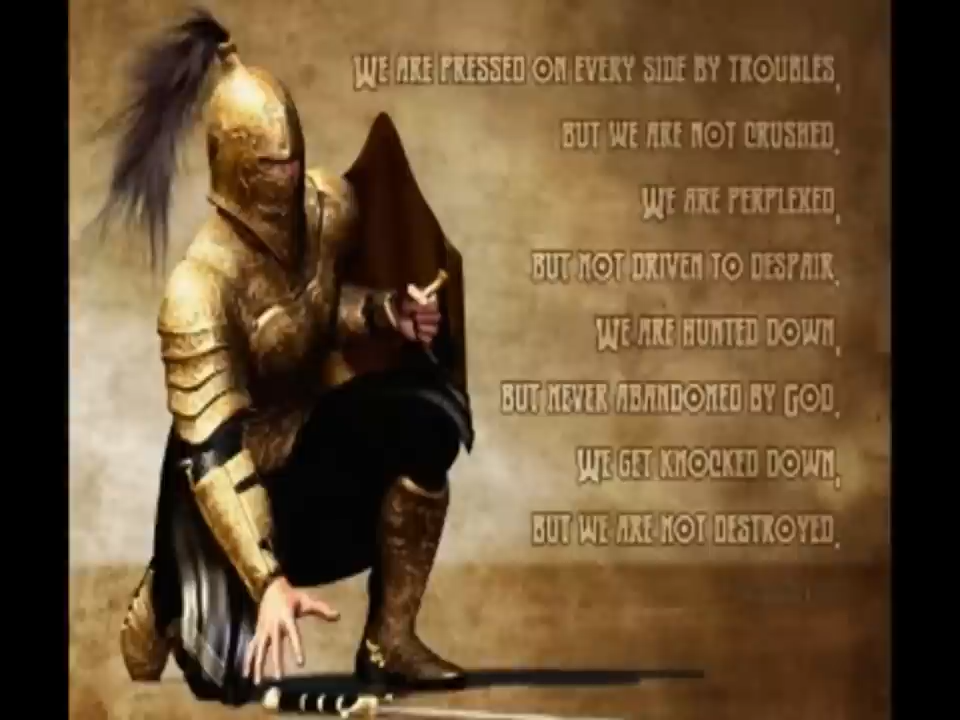 We are pressed on every side by troubles,
but we are not crushed,
We are perplexed,
but not driven to despair,
We are hunted down,
but never abandoned by God,
We get knocked down,
but we are not destroyed,